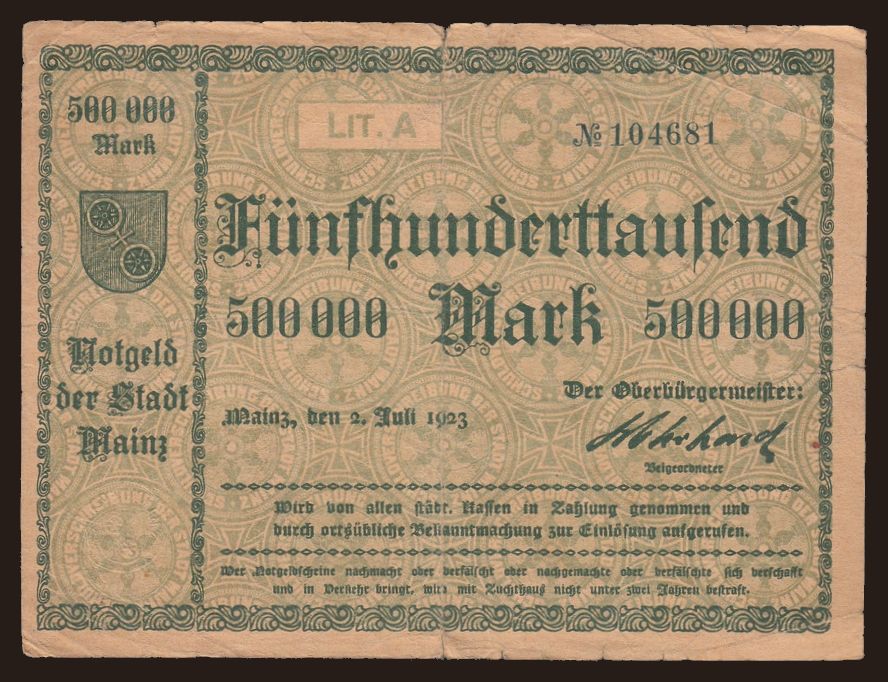 500 000
Mark
Notgeld
der Stadt
Mainz
LIT. A
№ 104681
Fünfhunderttausend
500 000 Mark 500 000
Der Oberbürgermeister:
Mainz, den 2. Juli 1923
Beigeordneter
Wird von allen städt. Kassen in Zahlung genommen und
durch ortsübliche Bekanntmachung zur Einlösung aufgerufen.
Wer Notgeldscheine nachmacht oder verfälscht oder nachgemachte oder verfälschte sich verschafft
und in Verkehr bringt, wird mit Zuchthaus nicht unter zwei Jahren bestraft.